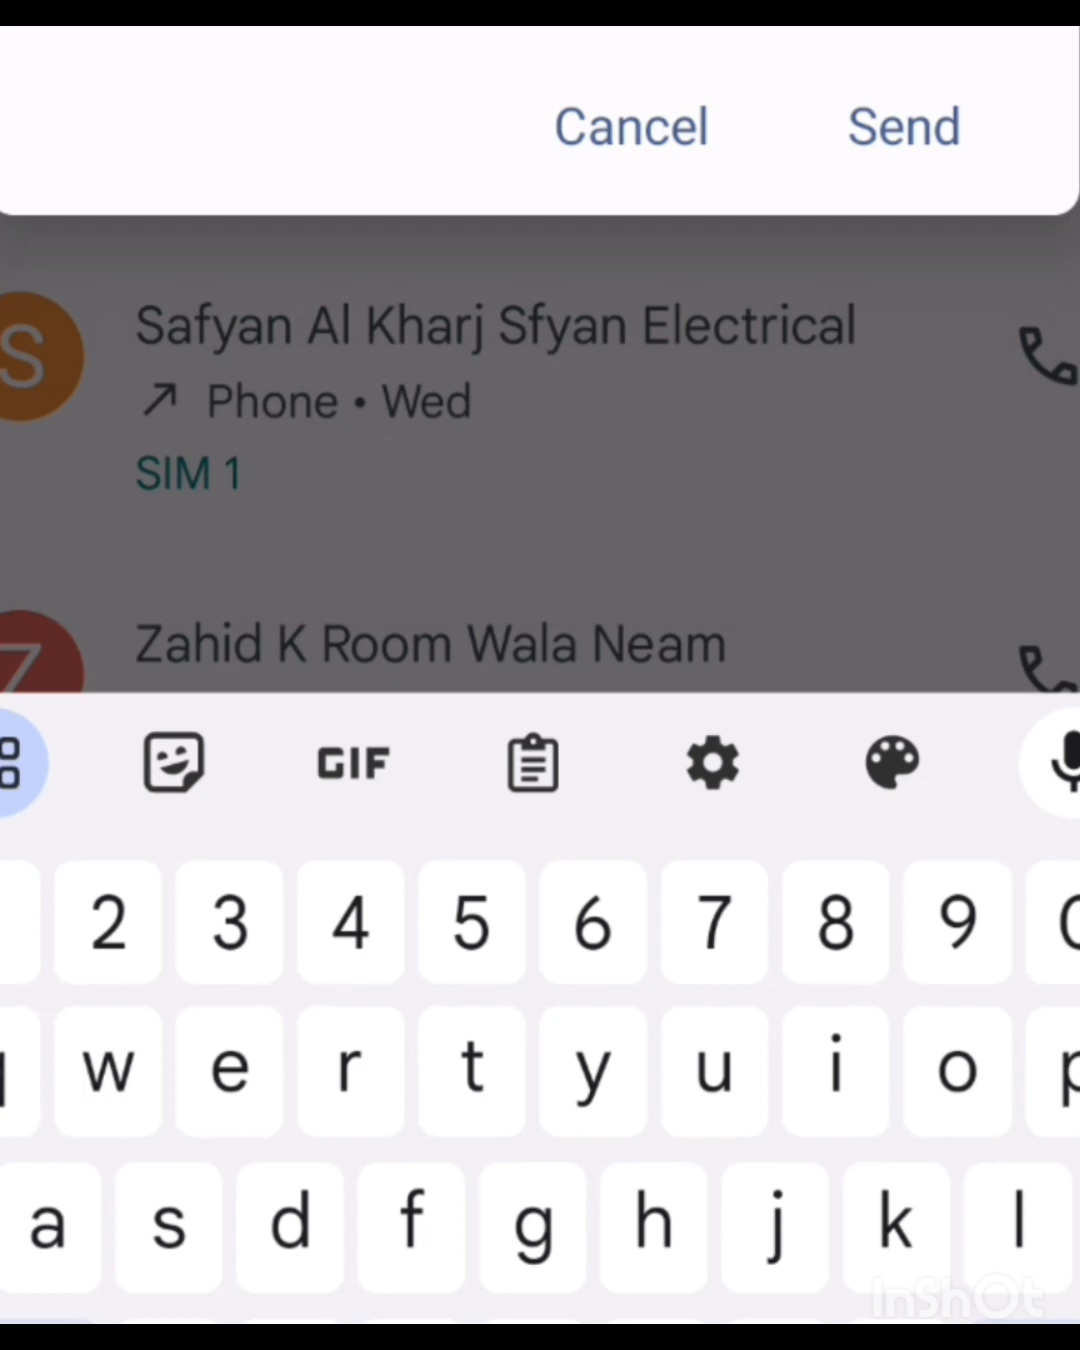 Cancel Send
S Safyan Al Kharj Sfyan Electrical
Phone • Wed
SIM 1
Z Zahid K Room Wala Neam
GIF
2 3 4 5 6 7 8 9 0
q w e r t y u i o p
a s d f g h j k l
InShOt